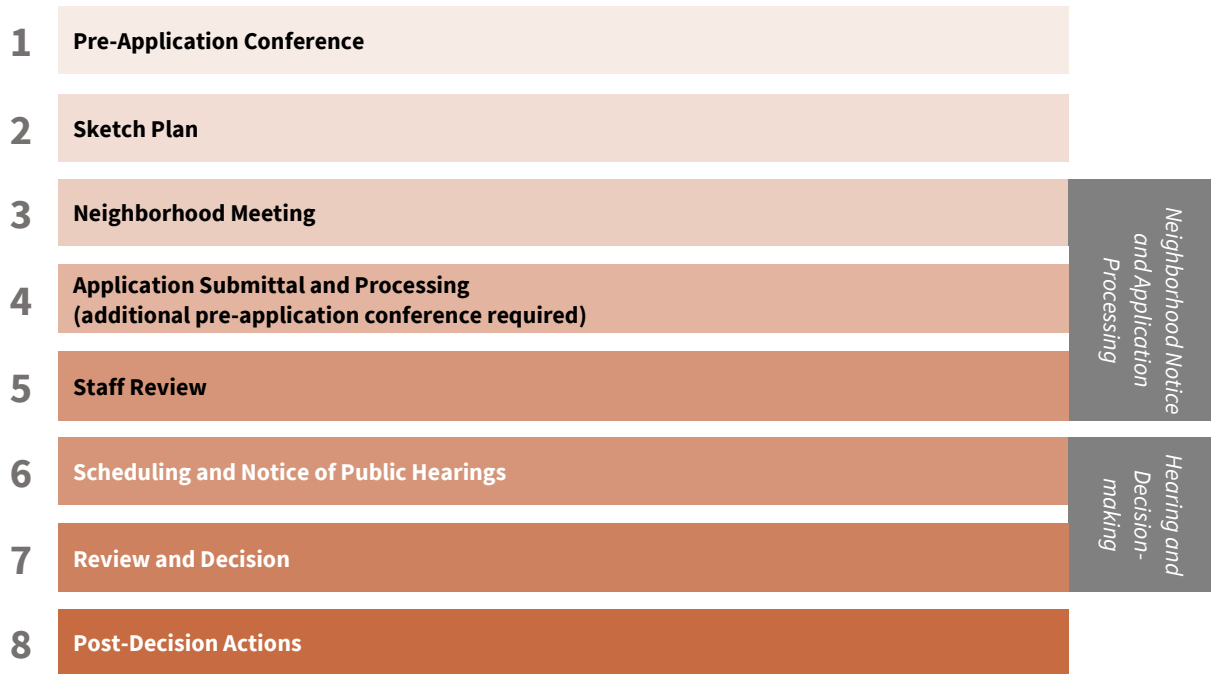 1
Pre-Application Conference
2
Sketch Plan
3
Neighborhood Meeting
4
Application Submittal and Processing
(additional pre-application conference required)
5
Staff Review
Neighborhood Notice
and Application
Processing
6
Scheduling and Notice of Public Hearings
7
Review and Decision
Hearing and
Decision-
making
8
Post-Decision Actions